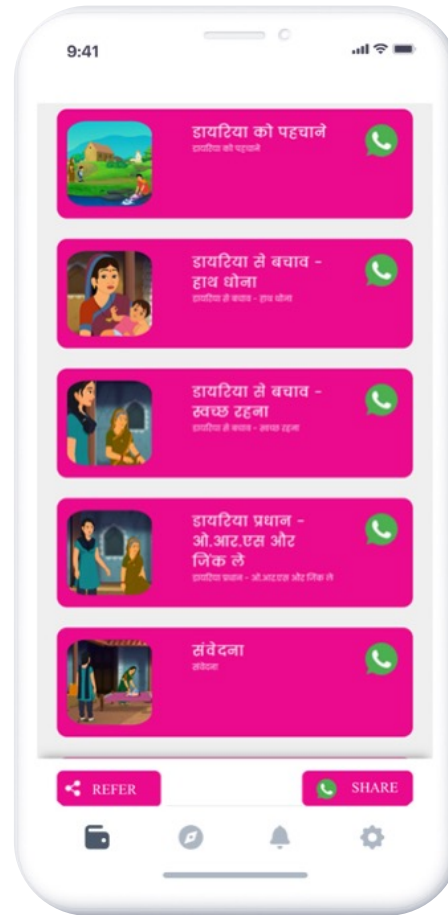 9:41
डायरिया को पहचाने
डायरिया को पहचाने
डायरिया से बचाव -
हाथ धोना
डायरिया से बचाव - हाथ धोना
डायरिया से बचाव -
स्वच्छ रहना
डायरिया से बचाव - स्वच्छ रहना
डायरिया प्रधान -
ओ.आर.एस और
जिंक ले
डायरिया प्रधान - ओ.आर.एस और जिंक ले
संवेदना
संवेदना
REFER
SHARE